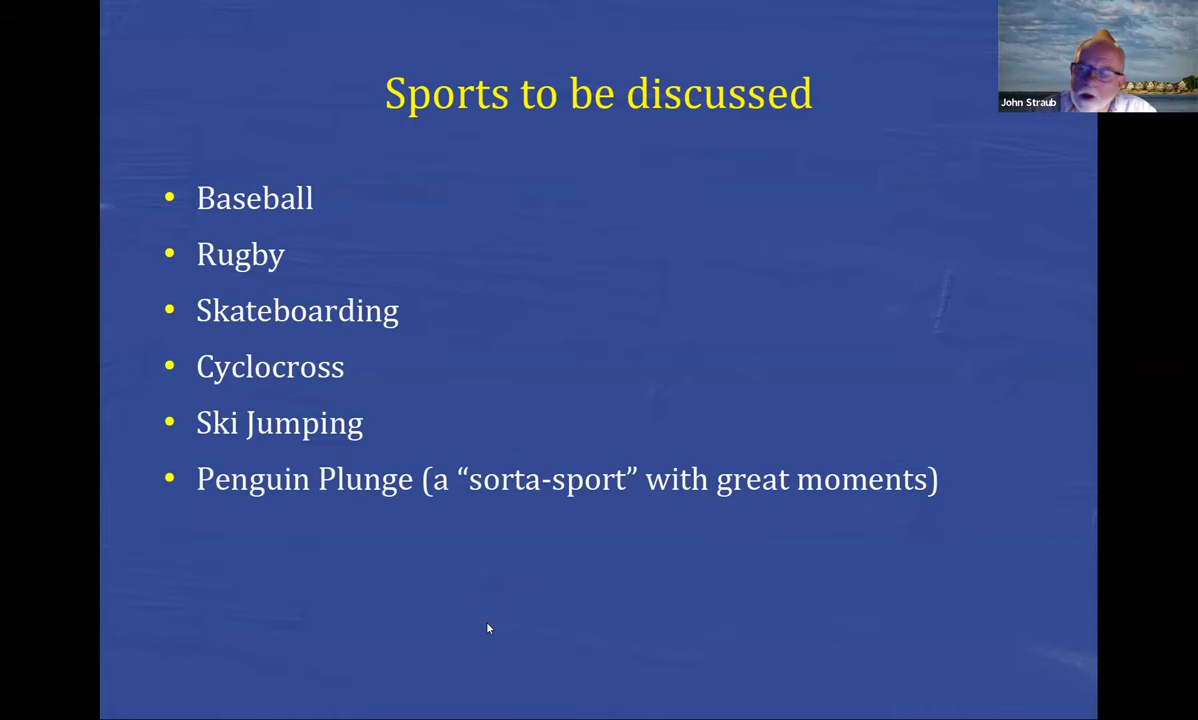 Sports to be discussed
John Straub
• Baseball
• Rugby
• Skateboarding
• Cyclocross
• Ski Jumping
• Penguin Plunge (a “sorta-sport” with great moments)